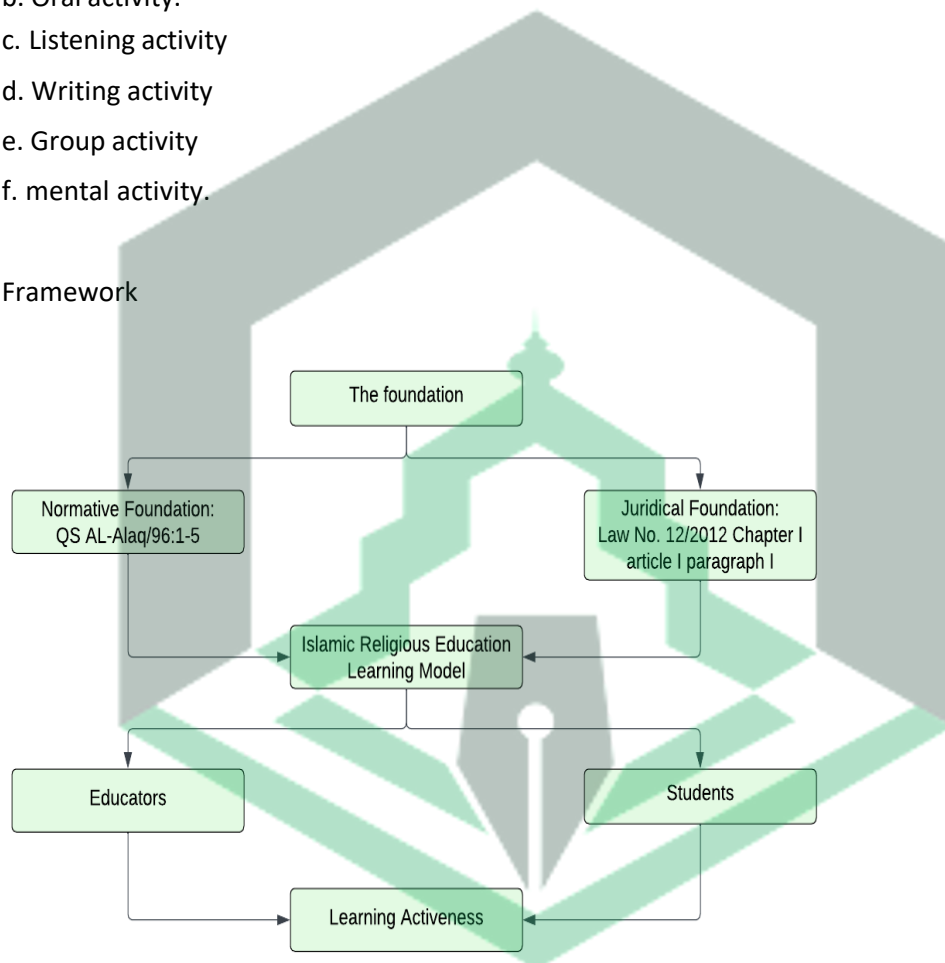 b. Oral activity.
c. Listening activity
d. Writing activity
e. Group activity
f. mental activity.
Framework
The foundation
Normative Foundation:
QS AL-Alaq/96:1-5
Juridical Foundation:
Law No. 12/2012 Chapter I
article I paragraph I
Islamic Religious Education
Learning Model
Educators
Students
Learning Activeness